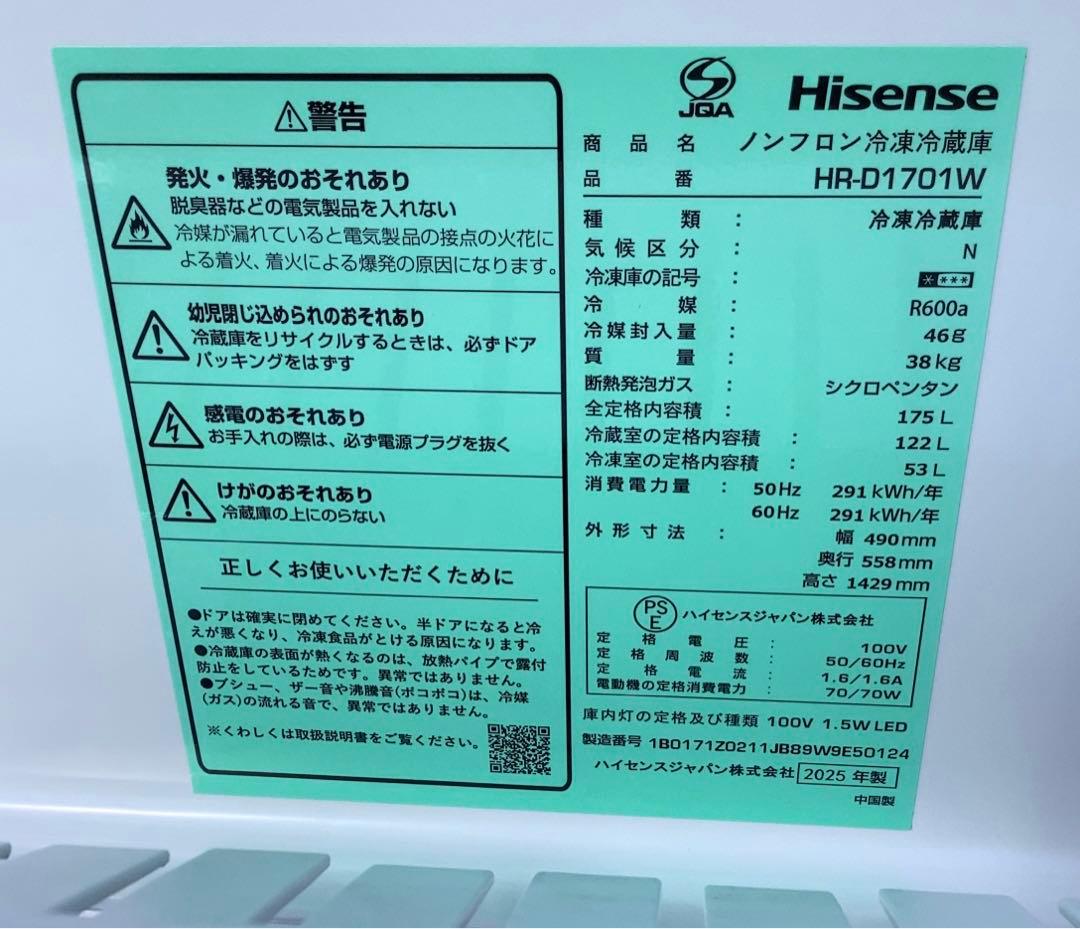 ⚠警告
発火・爆発のおそれあり
脱臭器などの電気製品を入れない
冷媒が漏れていると電気製品の接点の火花に
よる着火、着火による爆発の原因になります。
幼児閉じ込められのおそれあり
冷蔵庫をリサイクルするときは、必ずドア
パッキングをはずす
感電のおそれあり
お手入れの際は、必ず電源プラグを抜く
けがのおそれあり
冷蔵庫の上にのらない
正しくお使いいただくために
●ドアは確実に閉めてください。半ドアになると冷
えが悪くなり、冷凍食品がとける原因になります。
●冷蔵庫の表面が熱くなるのは、放熱パイプで露付
防止をしているためです。異常ではありません。
●ブシュー、ザー音や沸騰音(ポコポコ)は、冷媒
(ガス)の流れる音で、異常ではありません。
※くわしくは取扱説明書をご覧ください。
JQA
Hisense
商品名 ノンフロン冷凍冷蔵庫
品番 HR-D1701W
種類 : 冷凍冷蔵庫
気候区分 : N
冷凍庫の記号 : ****
冷媒 : R600a
冷媒封入量 : 46g
質量 : 38kg
断熱発泡ガス : シクロペンタン
全定格内容積 : 175L
冷蔵室の定格内容積 : 122L
冷凍室の定格内容積 : 53L
消費電力量 : 50Hz 291kWh/年
60Hz 291kWh/年
外形寸法 : 幅 490mm
奥行 558mm
高さ 1429mm
PSE ハイセンスジャパン株式会社
定格電圧 : 100V
定格周波数 : 50/60Hz
定格電流 : 1.6/1.6A
電動機の定格消費電力 : 70/70W
庫内灯の定格及び種類 100V 1.5W LED
製造番号 1B0171Z0211JB89W9E50124
ハイセンスジャパン株式会社 2025年製
中国製